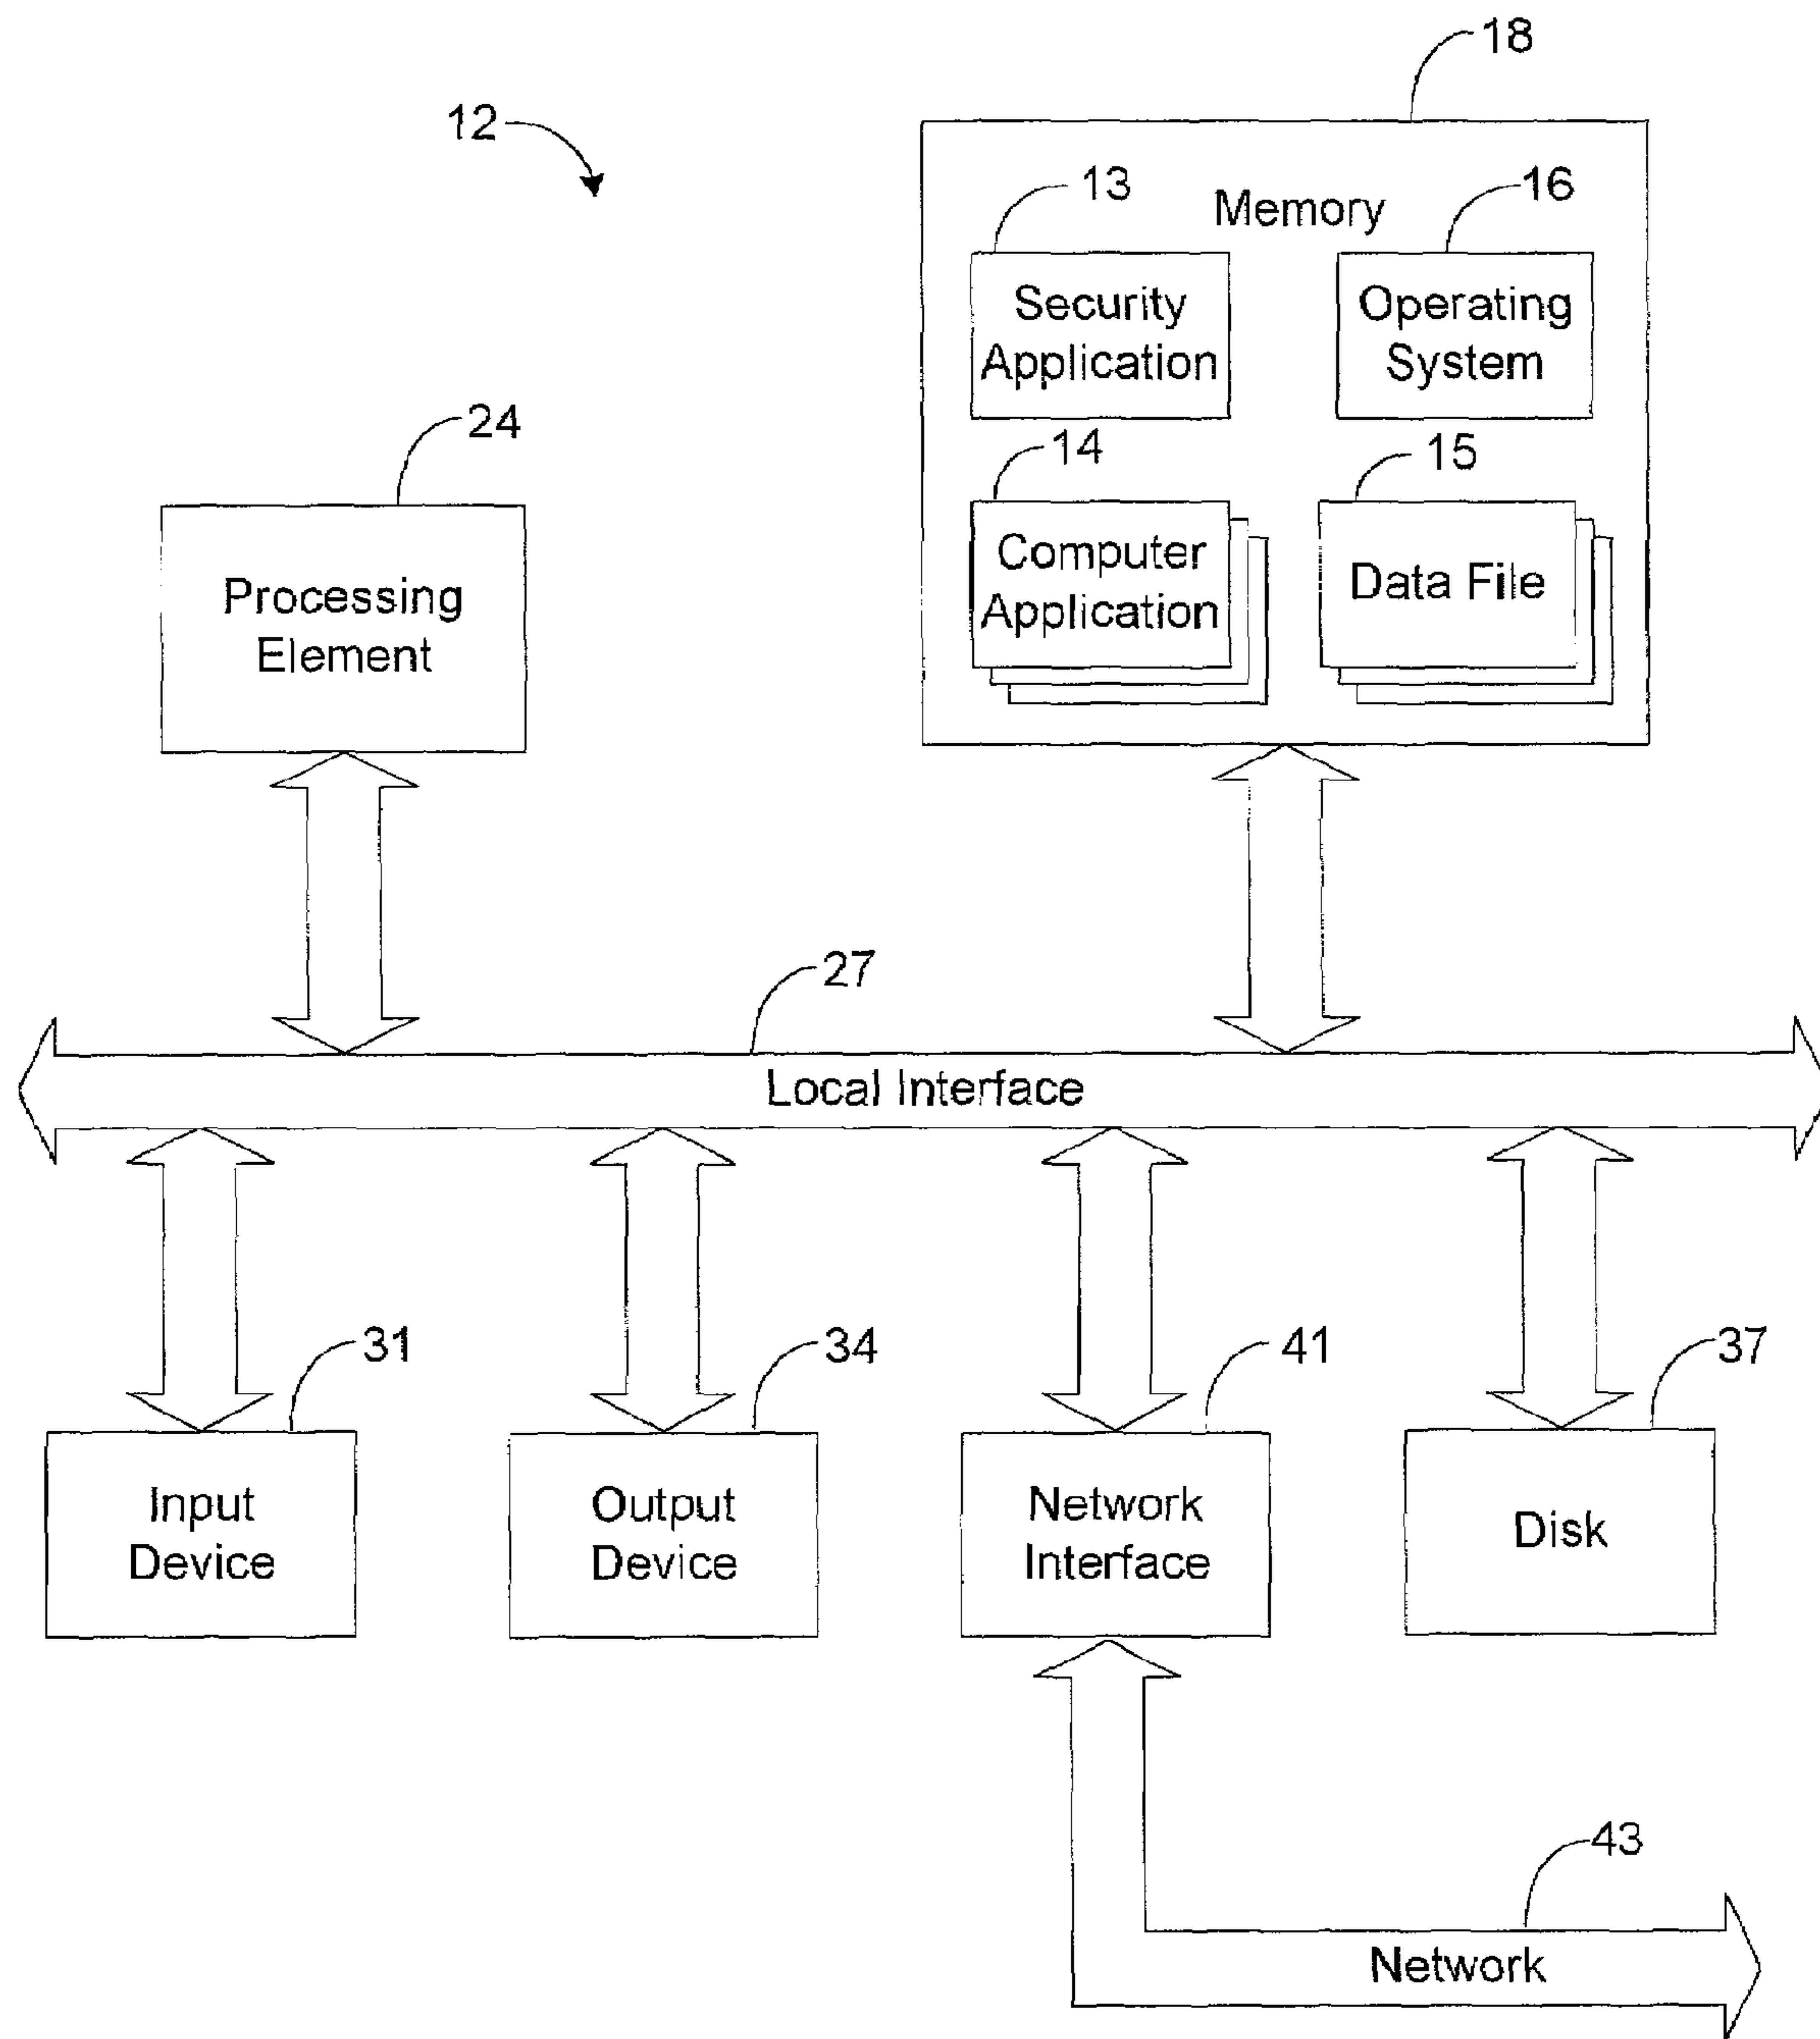 18
12
13
16
Memory
Security
Application
Operating
System
24
14
15
Processing
Element
Computer
Application
Data File
27
Local Interface
31
34
41
37
Input
Device
Output
Device
Network
Interface
Disk
43
Network